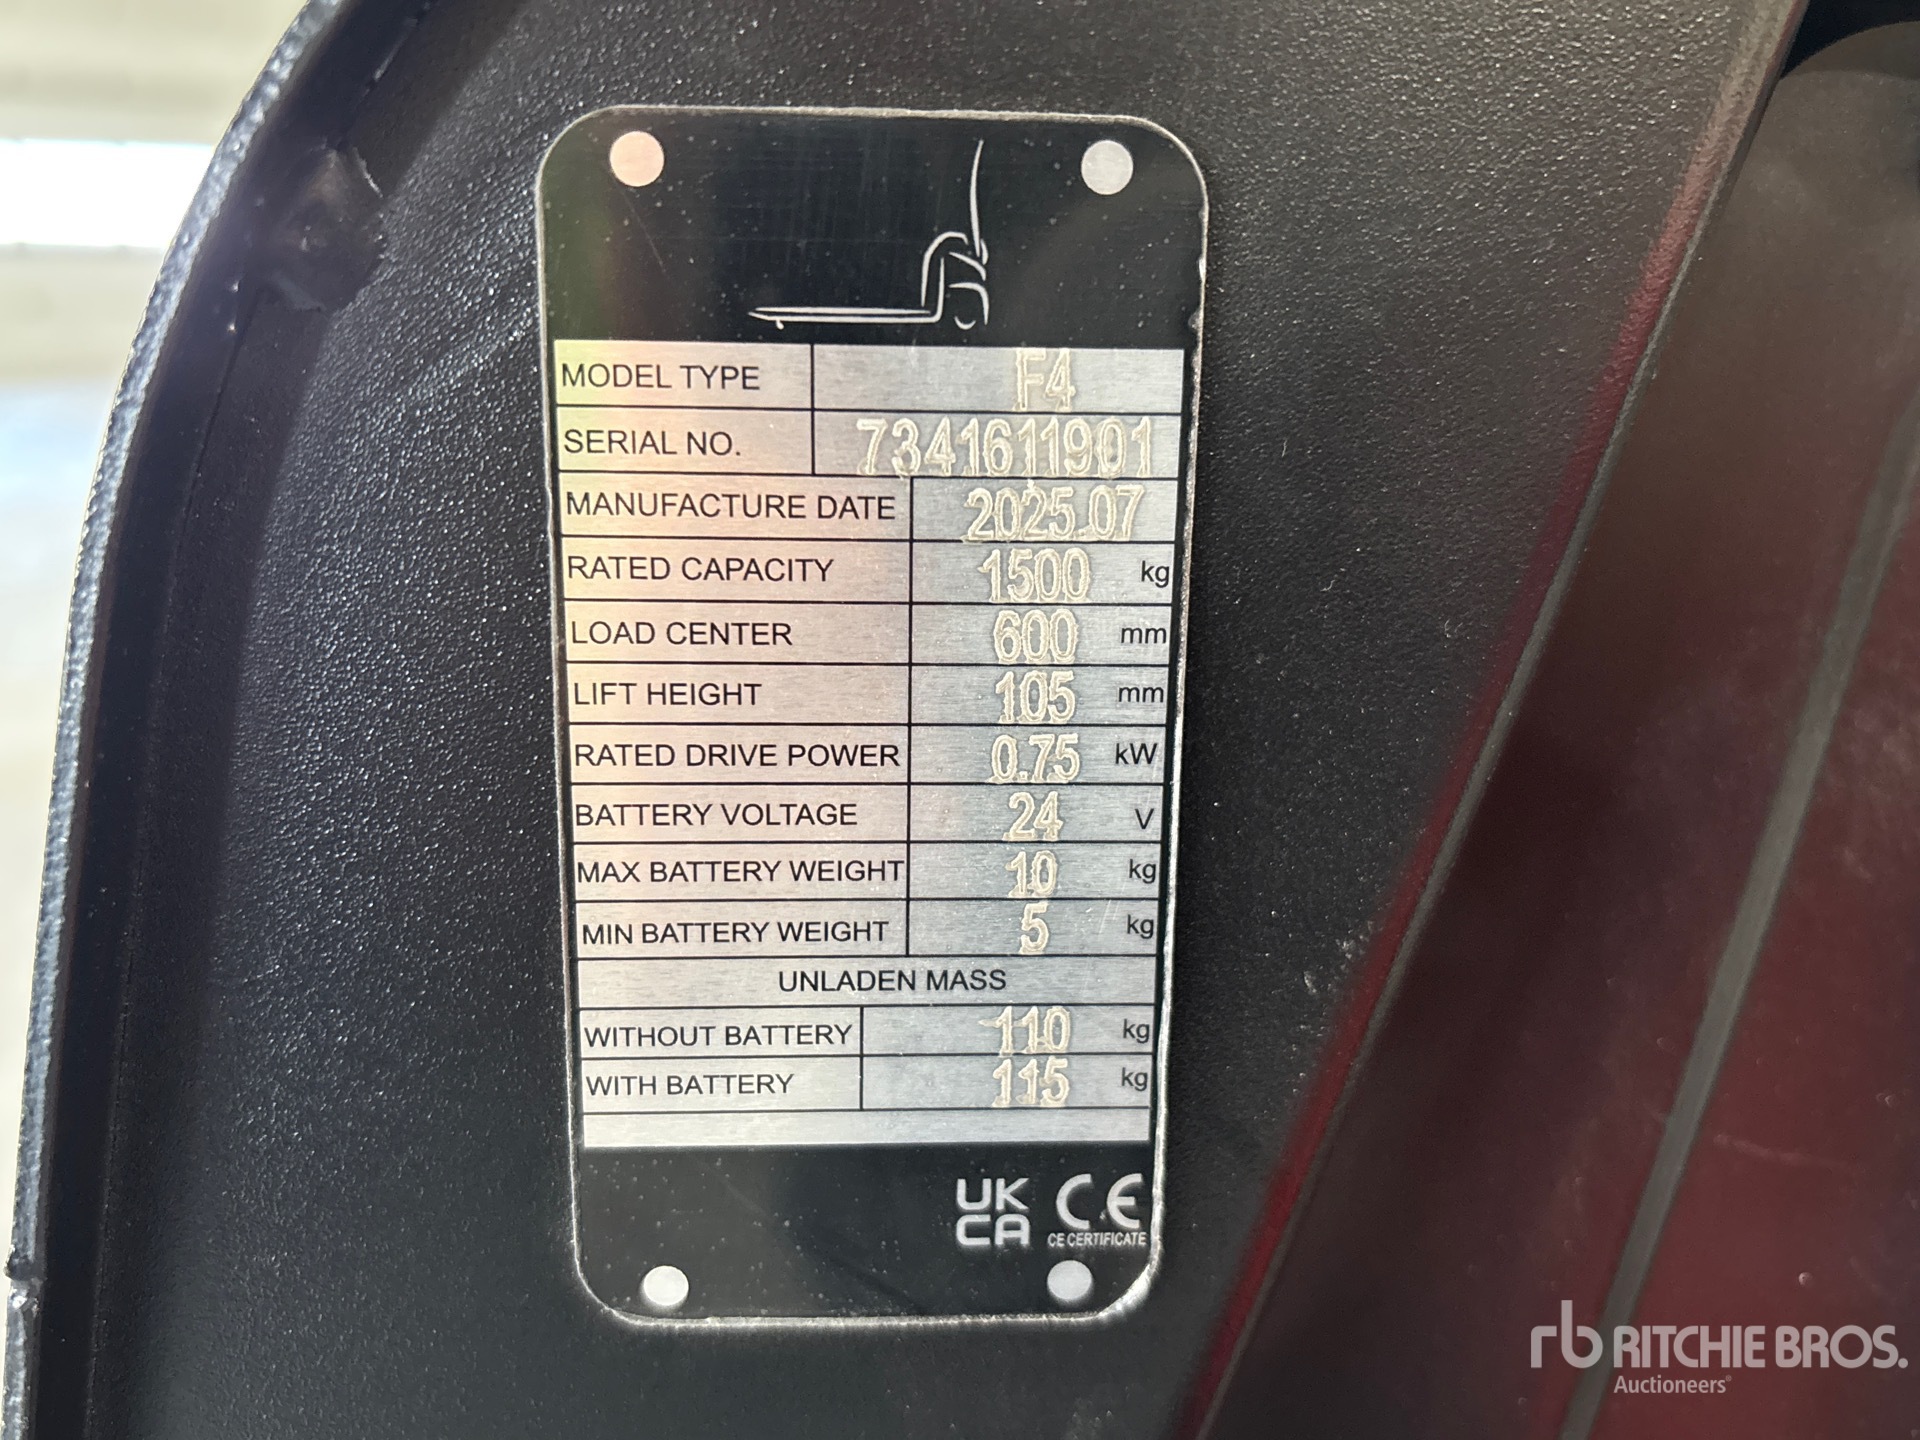 MODEL TYPE F4
SERIAL NO. 7341611901
MANUFACTURE DATE 2025.07
RATED CAPACITY 1500 kg
LOAD CENTER 600 mm
LIFT HEIGHT 105 mm
RATED DRIVE POWER 0.75 kW
BATTERY VOLTAGE 24 V
MAX BATTERY WEIGHT 10 kg
MIN BATTERY WEIGHT 5 kg
UNLADEN MASS
WITHOUT BATTERY 110 kg
WITH BATTERY 115 kg
UK
CA
CE
CE CERTIFICATE
rb RITCHIE BROS.
Auctioneers